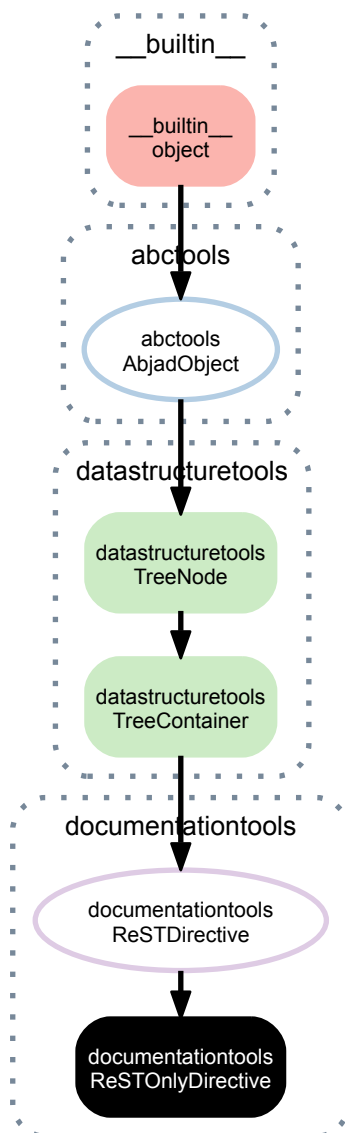 __builtin__
__builtin__
object
abctools
abctools
AbjadObject
datastructuretools
datastructuretools
TreeNode
datastructuretools
TreeContainer
documentationtools
documentationtools
ReSTDirective
documentationtools
ReSTOnlyDirective